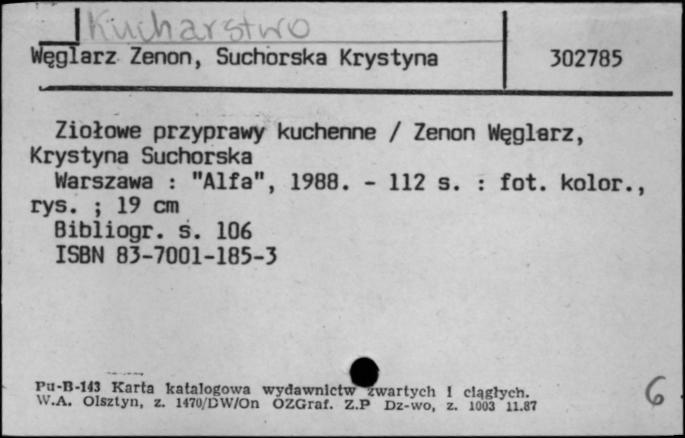 Kucharstwo
Węglarz Zenon, Suchorska Krystyna 302785
Ziołowe przyprawy kuchenne / Zenon Węglarz,
Krystyna Suchorska
Warszawa : "Alfa", 1988. - 112 s. : fot. kolor.,
rys. ; 19 cm
Bibliogr. s. 106
ISBN 83-7001-185-3
Pu-B-143 Karta katalogowa wydawnictw zwartych i ciągłych.
W.A. Olsztyn, z. 1470/DW/On OZGraf. Z.P Dz-wo, z. 1003 11.87
6